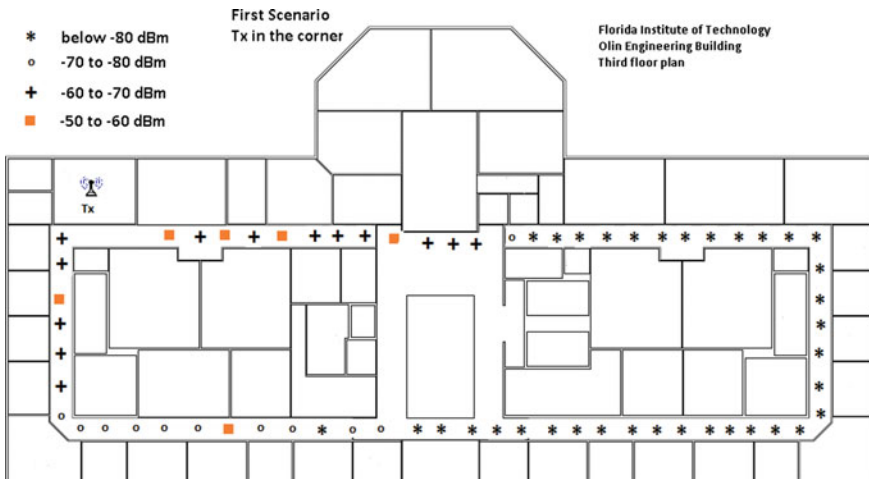 First Scenario
Tx in the corner
Florida Institute of Technology
Olin Engineering Building
Third floor plan
* below -80 dBm
o -70 to -80 dBm
+ -60 to -70 dBm
■ -50 to -60 dBm
Tx